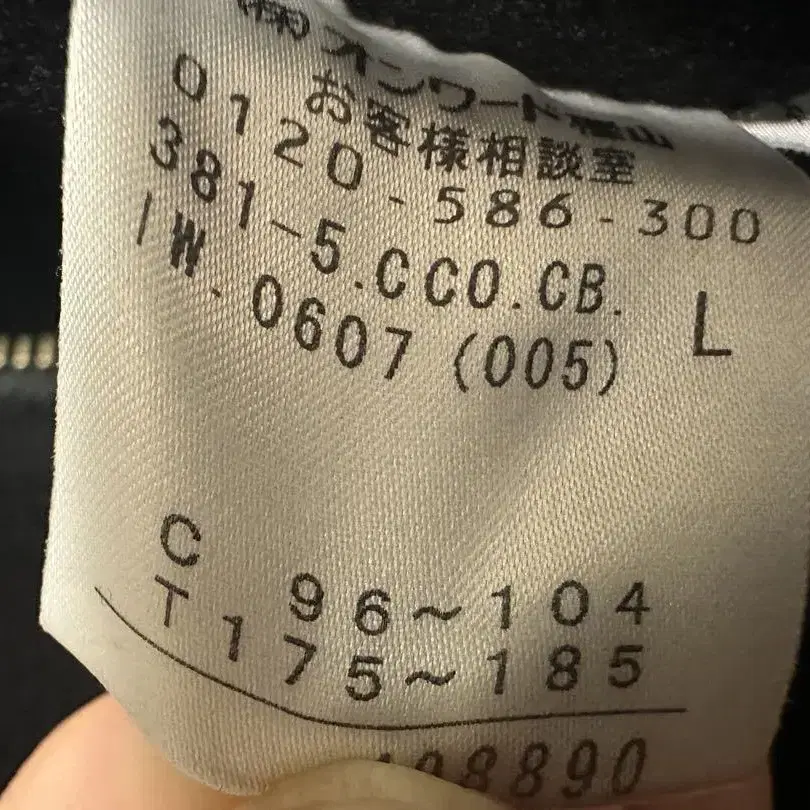 (株)オンワード樫山
お客様相談室
0120-586-300
381-5.CCO.CB.
/W.0607(005) L
C 96~104
T175~185